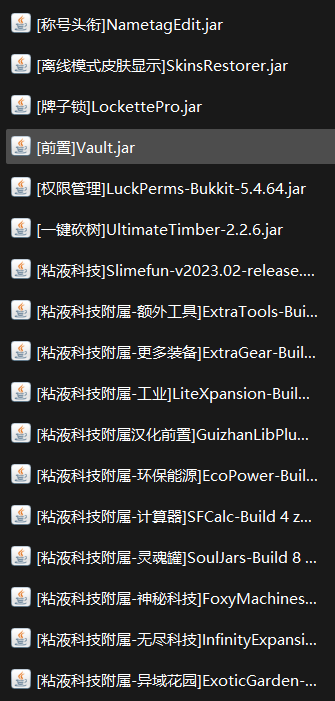 [称号头衔]NametagEdit.jar
[离线模式皮肤显示]SkinsRestorer.jar
[牌子锁]LockettePro.jar
[前置]Vault.jar
[权限管理]LuckPerms-Bukkit-5.4.64.jar
[一键砍树]UltimateTimber-2.2.6.jar
[粘液科技]Slimefun-v2023.02-release....
[粘液科技附属-额外工具]ExtraTools-Bui...
[粘液科技附属-更多装备]ExtraGear-Buil...
[粘液科技附属-工业]LiteXpansion-Buil...
[粘液科技附属汉化前置]GuizhanLibPlu...
[粘液科技附属-环保能源]EcoPower-Buil...
[粘液科技附属-计算器]SFCalc-Build 4 z...
[粘液科技附属-灵魂罐]SoulJars-Build 8 ...
[粘液科技附属-神秘科技]FoxyMachines...
[粘液科技附属-无尽科技]InfinityExpansi...
[粘液科技附属-异域花园]ExoticGarden-...